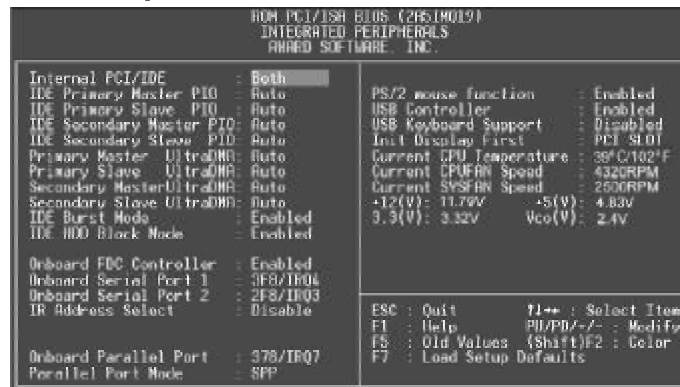 ROM PCI/ISA BIOS (2A5IMQ19)
INTEGRATED PERIPHERALS
AWARD SOFTWARE, INC.
Internal PCI/IDE : Both
IDE Primary Master PIO : Auto
IDE Primary Slave PIO : Auto
IDE Secondary Master PIO: Auto
IDE Secondary Slave PIO: Auto
Primary Master UltraDMA: Auto
Primary Slave UltraDMA: Auto
Secondary MasterUltraDMA: Auto
Secondary Slave UltraDMA: Auto
IDE Burst Mode : Enabled
IDE HDD Block Mode : Enabled
Onboard FDC Controller : Enabled
Onboard Serial Port 1 : 3F8/IRQ4
Onboard Serial Port 2 : 2F8/IRQ3
IR Address Select : Disable
Onboard Parallel Port : 378/IRQ7
Parallel Port Mode : SPP
PS/2 mouse function : Enabled
USB Controller : Enabled
USB Keyboard Support : Disabled
Init Display First : PCI SLOT
Current CPU Temperature : 39°C/102°F
Current CPUFAN Speed : 4320RPM
Current SYSFAN Speed : 2500RPM
+12(V): 11.79V +5(V): 4.83V
3.3(V): 3.32V Vco(V): 2.4V
ESC : Quit ↑↓→← : Select Item
F1 : Help PU/PD/+/- : Modify
F5 : Old Values (Shift)F2 : Color
F7 : Load Setup Defaults